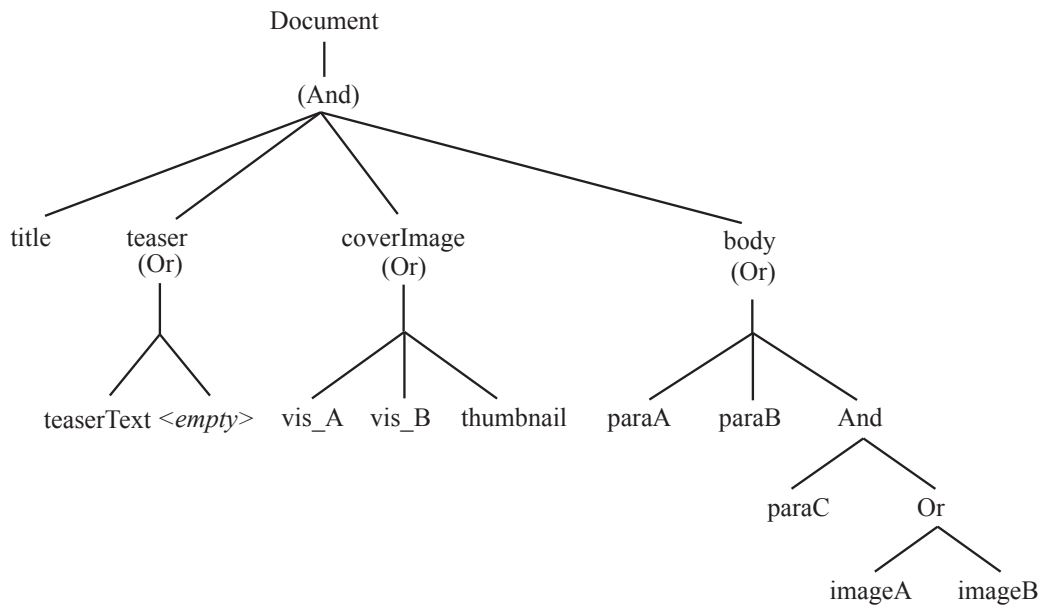 Document
(And)
title teaser coverImage body
(Or) (Or) (Or)
teaserText <empty> vis_A vis_B thumbnail paraA paraB And
paraC Or
imageA imageB